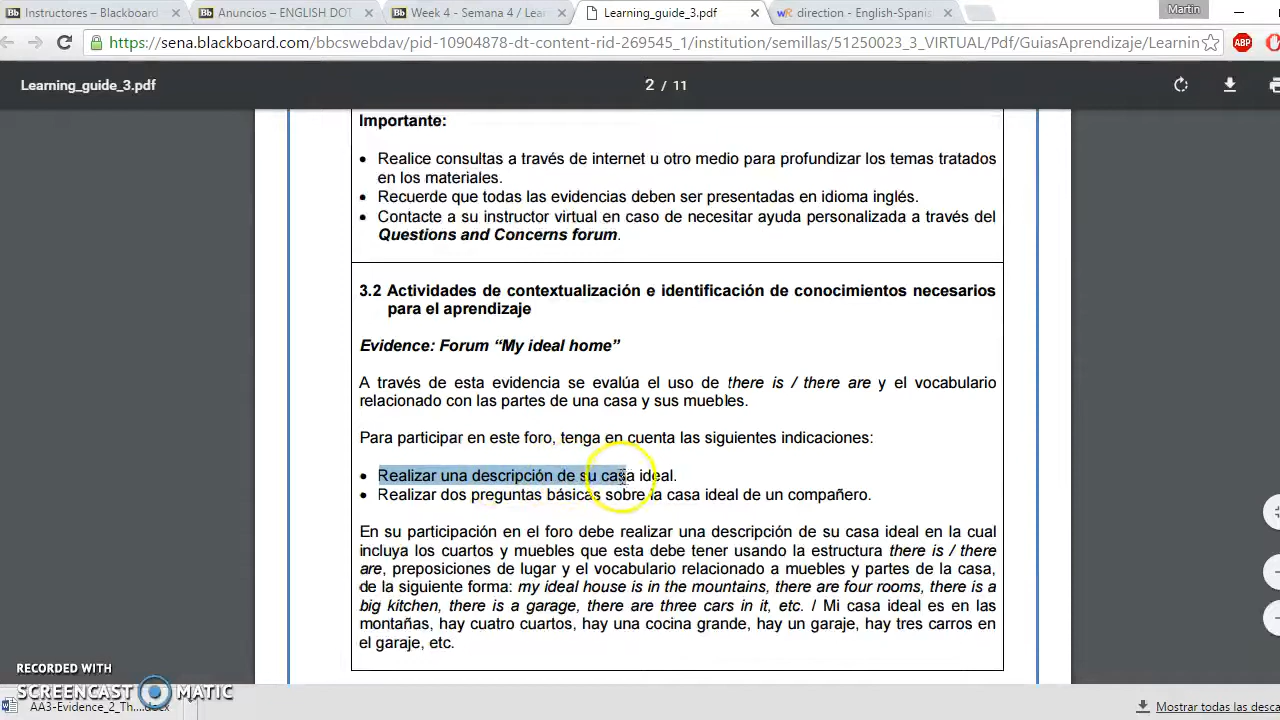 Instructores – Blackboard
Anuncios – ENGLISH DOT
Week 4 - Semana 4 / Lear
Learning_guide_3.pdf
direction - English-Spanis
Martin
https://sena.blackboard.com/bbcswebdav/pid-10904878-dt-content-rid-269545_1/institution/semillas/51250023_3_VIRTUAL/Pdf/GuiasAprendizaje/Learnin
ABP
Learning_guide_3.pdf
2 / 11
Importante:
• Realice consultas a través de internet u otro medio para profundizar los temas tratados
en los materiales.
• Recuerde que todas las evidencias deben ser presentadas en idioma inglés.
• Contacte a su instructor virtual en caso de necesitar ayuda personalizada a través del
Questions and Concerns forum.
3.2 Actividades de contextualización e identificación de conocimientos necesarios
para el aprendizaje
Evidence: Forum “My ideal home”
A través de esta evidencia se evalúa el uso de there is / there are y el vocabulario
relacionado con las partes de una casa y sus muebles.
Para participar en este foro, tenga en cuenta las siguientes indicaciones:
• Realizar una descripción de su casa ideal.
• Realizar dos preguntas básicas sobre la casa ideal de un compañero.
En su participación en el foro debe realizar una descripción de su casa ideal en la cual
incluya los cuartos y muebles que esta debe tener usando la estructura there is / there
are, preposiciones de lugar y el vocabulario relacionado a muebles y partes de la casa,
de la siguiente forma: my ideal house is in the mountains, there are four rooms, there is a
big kitchen, there is a garage, there are three cars in it, etc. / Mi casa ideal es en las
montañas, hay cuatro cuartos, hay una cocina grande, hay un garaje, hay tres carros en
el garaje, etc.
RECORDED WITH
SCREENCAST MATIC
AA3-Evidence_2_Th....docx
Mostrar todas las desca